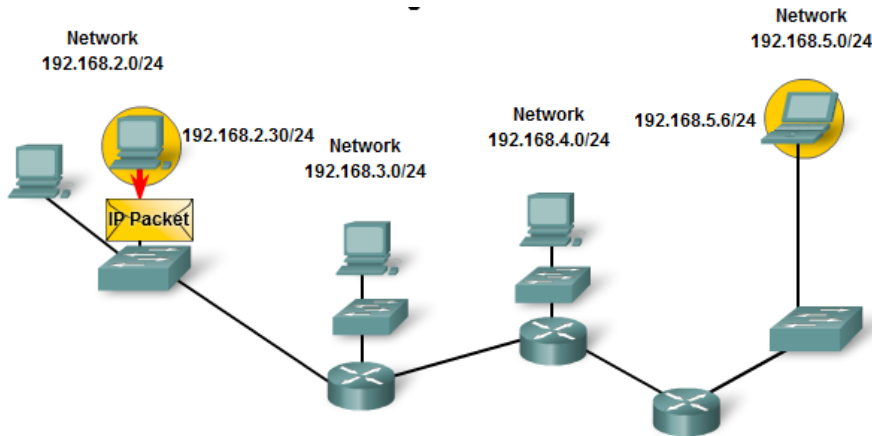 Network
192.168.2.0/24
192.168.2.30/24
IP Packet
Network
192.168.3.0/24
Network
192.168.4.0/24
Network
192.168.5.0/24
192.168.5.6/24